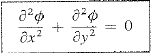 ∂²φ/∂x² + ∂²φ/∂y² = 0